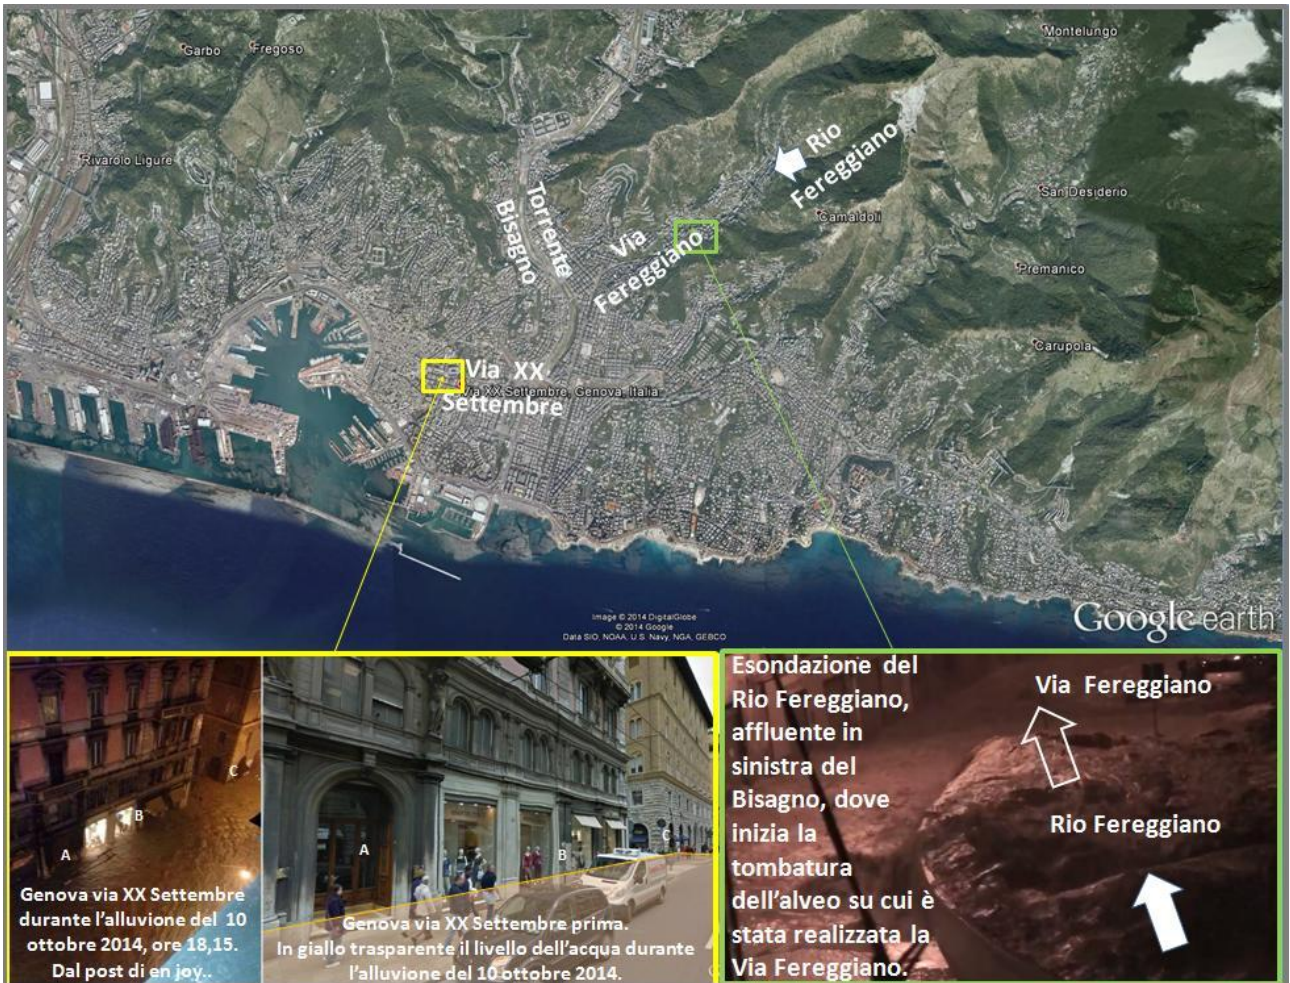 Montelungo
Garbo
Fregoso
Rio
Fereggiano
Rivarolo Ligure
San Desiderio
Camaldoli
Torrente
Bisagno
Via
Fereggiano
Premanico
Carupola
Via XX
Settembre
Via XX Settembre, Genova, Italia
Image © 2014 DigitalGlobe
© 2014 Google
Data SIO, NOAA, U.S. Navy, NGA, GEBCO
Google earth
A
B
C
Genova via XX Settembre
durante l'alluvione del 10
ottobre 2014, ore 18,15.
Dal post di en joy..
A
B
C
Genova via XX Settembre prima.
In giallo trasparente il livello dell'acqua durante
l'alluvione del 10 ottobre 2014.
Esondazione del
Rio Fereggiano,
affluente in
sinistra del
Bisagno, dove
inizia la
tombatura
dell'alveo su cui è
stata realizzata la
Via Fereggiano.
Via Fereggiano
Rio Fereggiano